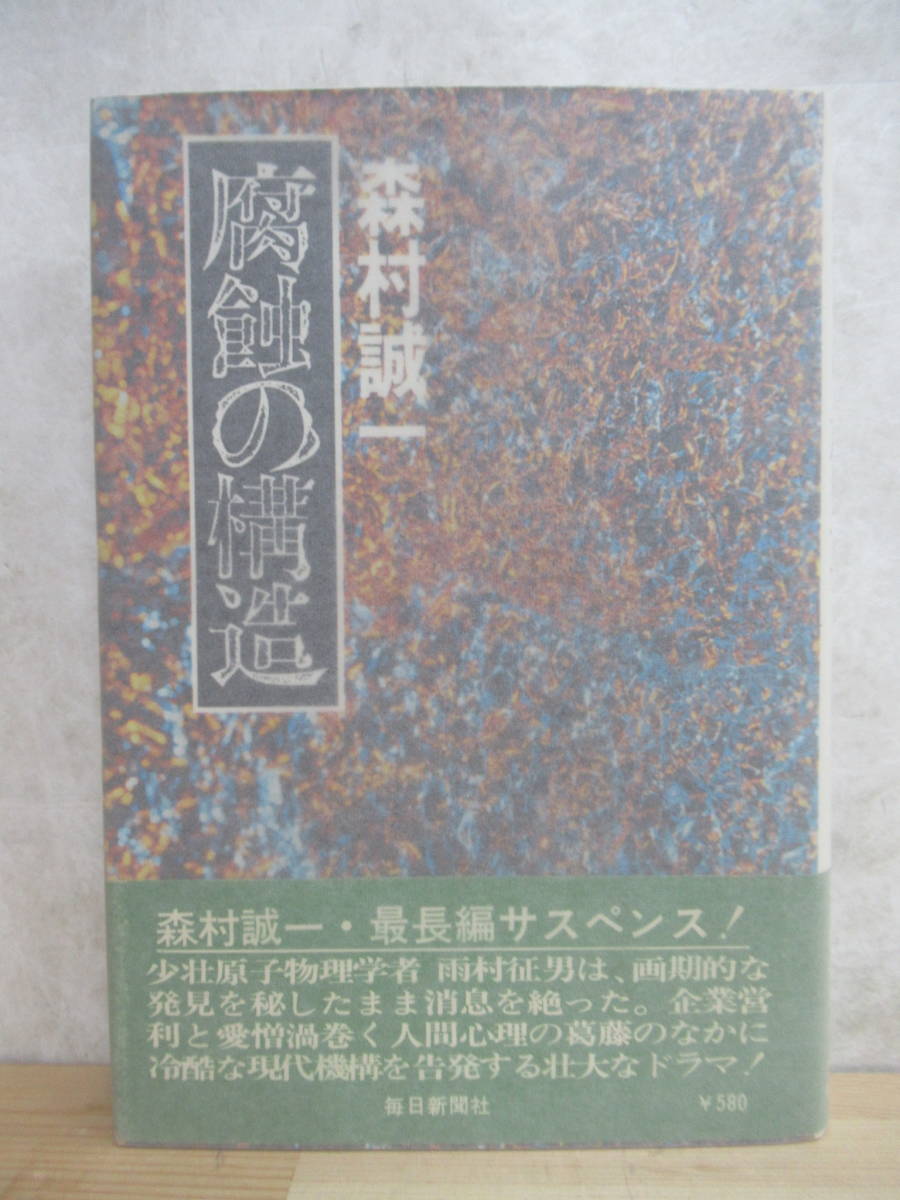 森村誠一
腐蝕の構造
森村誠一・最長編サスペンス!
少壮原子物理学者 雨村征男は、画期的な
発見を秘したまま消息を絶った。企業営
利と愛憎渦巻く人間心理の葛藤のなかに
冷酷な現代機構を告発する壮大なドラマ!
毎日新聞社 ¥580